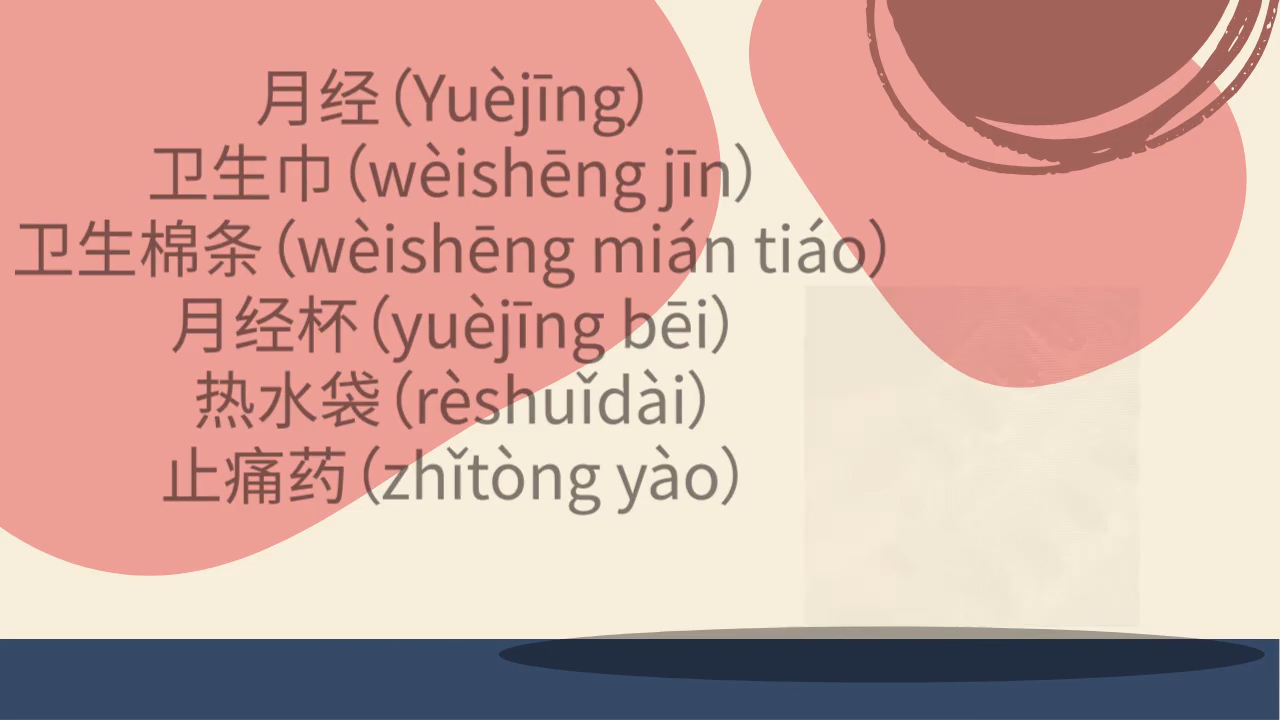 月经（Yuèjīng）
卫生巾（wèishēng jīn）
卫生棉条（wèishēng mián tiáo）
月经杯（yuèjīng bēi）
热水袋（rèshuǐdài）
止痛药（zhǐtòng yào）